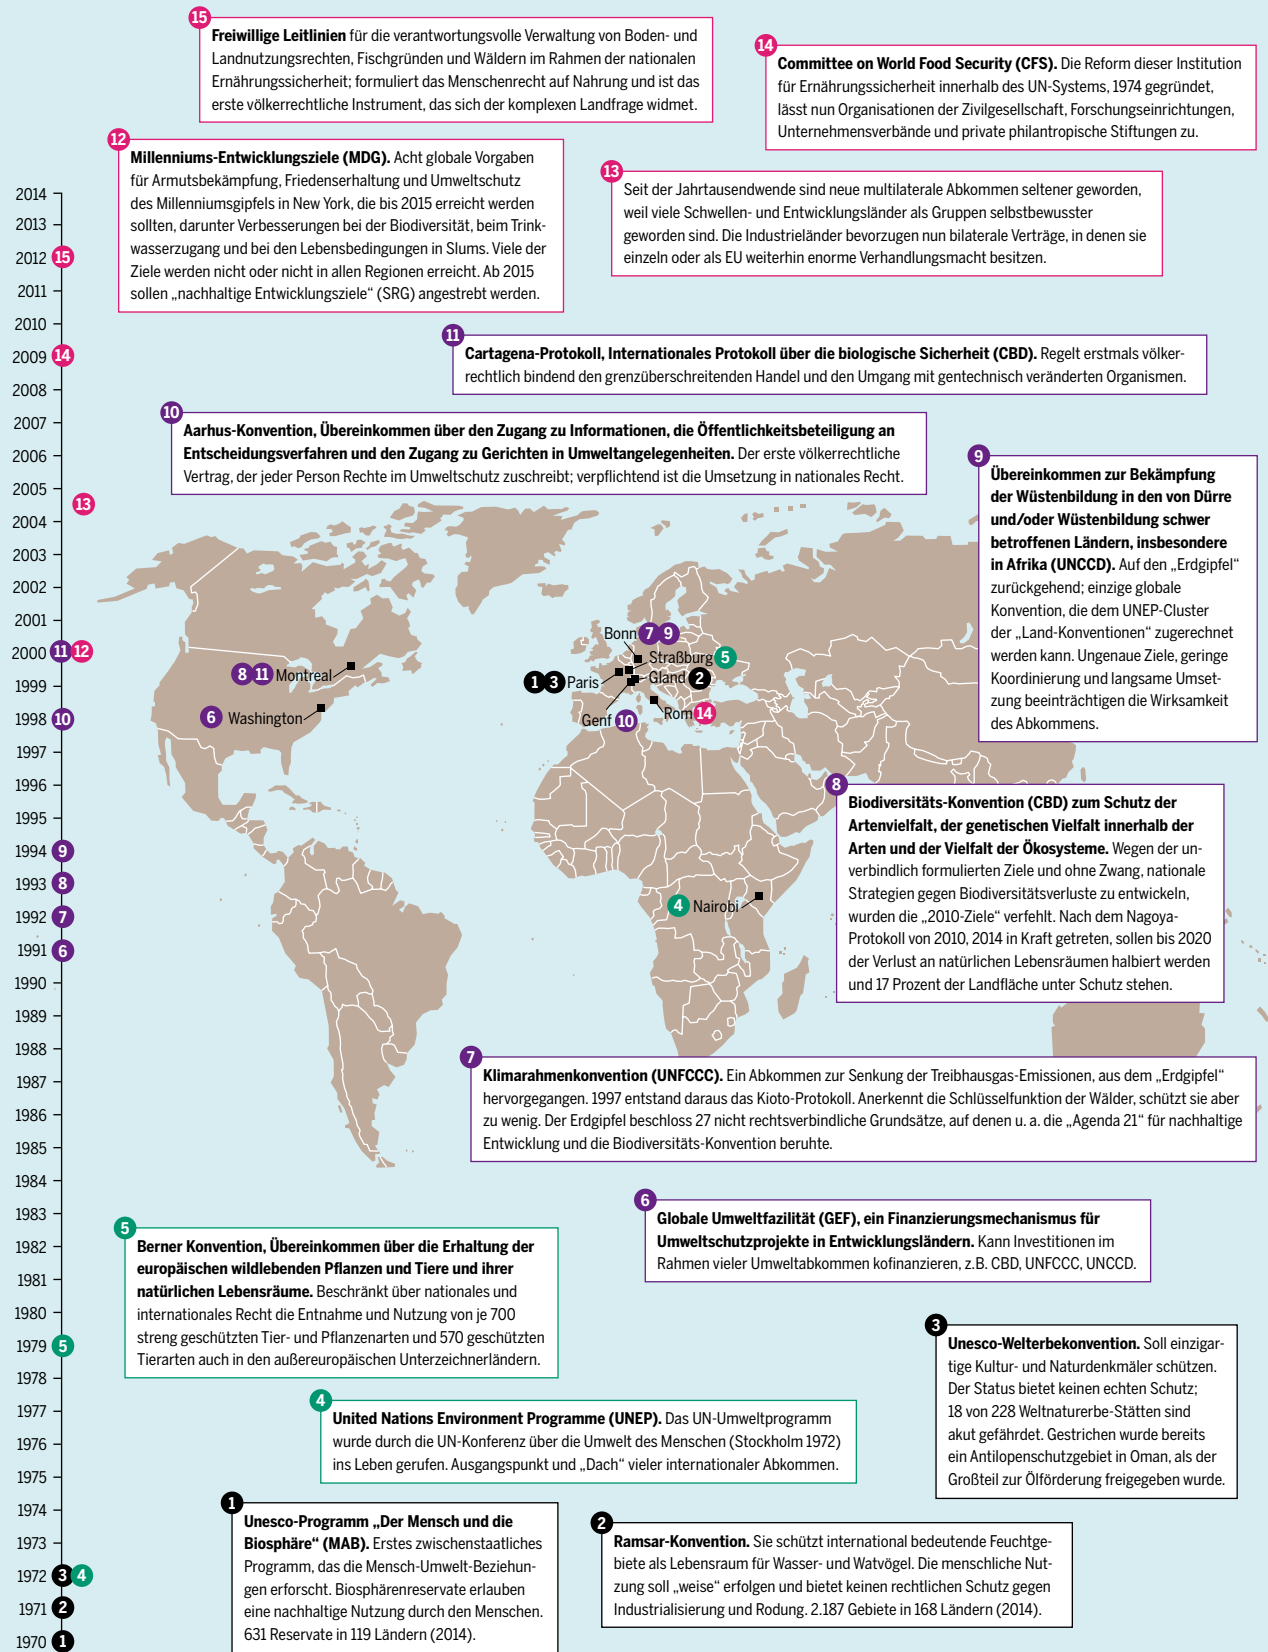 15
Freiwillige Leitlinien für die verantwortungsvolle Verwaltung von Boden- und
Landnutzungsrechten, Fischgründen und Wäldern im Rahmen der nationalen
Ernährungssicherheit; formuliert das Menschenrecht auf Nahrung und ist das
erste völkerrechtliche Instrument, das sich der komplexen Landfrage widmet.
14
Committee on World Food Security (CFS). Die Reform dieser Institution
für Ernährungssicherheit innerhalb des UN-Systems, 1974 gegründet,
lässt nun Organisationen der Zivilgesellschaft, Forschungseinrichtungen,
Unternehmensverbände und private philantropische Stiftungen zu.
12
Millenniums-Entwicklungsziele (MDG). Acht globale Vorgaben
für Armutsbekämpfung, Friedenserhaltung und Umweltschutz
des Millenniumsgipfels in New York, die bis 2015 erreicht werden
sollten, darunter Verbesserungen bei der Biodiversität, beim Trink-
wasserzugang und bei den Lebensbedingungen in Slums. Viele der
Ziele werden nicht oder nicht in allen Regionen erreicht. Ab 2015
sollen „nachhaltige Entwicklungsziele“ (SRG) angestrebt werden.
13
Seit der Jahrtausendwende sind neue multilaterale Abkommen seltener geworden,
weil viele Schwellen- und Entwicklungsländer als Gruppen selbstbewusster
geworden sind. Die Industrieländer bevorzugen nun bilaterale Verträge, in denen sie
einzeln oder als EU weiterhin enorme Verhandlungsmacht besitzen.
11
Cartagena-Protokoll, Internationales Protokoll über die biologische Sicherheit (CBD). Regelt erstmals völker-
rechtlich bindend den grenzüberschreitenden Handel und den Umgang mit gentechnisch veränderten Organismen.
10
Aarhus-Konvention, Übereinkommen über den Zugang zu Informationen, die Öffentlichkeitsbeteiligung an
Entscheidungsverfahren und den Zugang zu Gerichten in Umweltangelegenheiten. Der erste völkerrechtliche
Vertrag, der jeder Person Rechte im Umweltschutz zuschreibt; verpflichtend ist die Umsetzung in nationales Recht.
9
Übereinkommen zur Bekämpfung
der Wüstenbildung in den von Dürre
und/oder Wüstenbildung schwer
betroffenen Ländern, insbesondere
in Afrika (UNCCD). Auf den „Erdgipfel“
zurückgehend; einzige globale
Konvention, die dem UNEP-Cluster
der „Land-Konventionen“ zugerechnet
werden kann. Ungenaue Ziele, geringe
Koordinierung und langsame Umset-
zung beeinträchtigen die Wirksamkeit
des Abkommens.
2014
2013
2012 15
2011
2010
2009 14
2008
2007
2006
2005
13
2004
2003
2002
2001
2000 11 12
1999
1998 10
1997
1996
1995
1994 9
1993 8
1992 7
1991 6
1990
1989
1988
1987
1986
1985
1984
1983
1982
1981
1980
1979 5
1978
1977
1976
1975
1974
1973
1972 3 4
1971 2
1970 1
Bonn 7 9
Straßburg 5
8 11 Montreal
1 3 Paris
Gland 2
6 Washington
Genf 10
Rom 14
4 Nairobi
8
Biodiversitäts-Konvention (CBD) zum Schutz der
Artenvielfalt, der genetischen Vielfalt innerhalb der
Arten und der Vielfalt der Ökosysteme. Wegen der un-
verbindlich formulierten Ziele und ohne Zwang, nationale
Strategien gegen Biodiversitätsverluste zu entwickeln,
wurden die „2010-Ziele“ verfehlt. Nach dem Nagoya-
Protokoll von 2010, 2014 in Kraft getreten, sollen bis 2020
der Verlust an natürlichen Lebensräumen halbiert werden
und 17 Prozent der Landfläche unter Schutz stehen.
7
Klimarahmenkonvention (UNFCCC). Ein Abkommen zur Senkung der Treibhausgas-Emissionen, aus dem „Erdgipfel“
hervorgegangen. 1997 entstand daraus das Kioto-Protokoll. Anerkennt die Schlüsselfunktion der Wälder, schützt sie aber
zu wenig. Der Erdgipfel beschloss 27 nicht rechtsverbindliche Grundsätze, auf denen u. a. die „Agenda 21“ für nachhaltige
Entwicklung und die Biodiversitäts-Konvention beruhte.
6
Globale Umweltfazilität (GEF), ein Finanzierungsmechanismus für
Umweltschutzprojekte in Entwicklungsländern. Kann Investitionen im
Rahmen vieler Umweltabkommen kofinanzieren, z.B. CBD, UNFCCC, UNCCD.
5
Berner Konvention, Übereinkommen über die Erhaltung der
europäischen wildlebenden Pflanzen und Tiere und ihrer
natürlichen Lebensräume. Beschränkt über nationales und
internationales Recht die Entnahme und Nutzung von je 700
streng geschützten Tier- und Pflanzenarten und 570 geschützten
Tierarten auch in den außereuropäischen Unterzeichnerländern.
3
Unesco-Welterbekonvention. Soll einzigar-
tige Kultur- und Naturdenkmäler schützen.
Der Status bietet keinen echten Schutz;
18 von 228 Weltnaturerbe-Stätten sind
akut gefährdet. Gestrichen wurde bereits
ein Antilopenschutzgebiet in Oman, als der
Großteil zur Ölförderung freigegeben wurde.
4
United Nations Environment Programme (UNEP). Das UN-Umweltprogramm
wurde durch die UN-Konferenz über die Umwelt des Menschen (Stockholm 1972)
ins Leben gerufen. Ausgangspunkt und „Dach“ vieler internationaler Abkommen.
1
Unesco-Programm „Der Mensch und die
Biosphäre“ (MAB). Erstes zwischenstaatliches
Programm, das die Mensch-Umwelt-Beziehun-
gen erforscht. Biosphärenreservate erlauben
eine nachhaltige Nutzung durch den Menschen.
631 Reservate in 119 Ländern (2014).
2
Ramsar-Konvention. Sie schützt international bedeutende Feuchtge-
biete als Lebensraum für Wasser- und Watvögel. Die menschliche Nut-
zung soll „weise“ erfolgen und bietet keinen rechtlichen Schutz gegen
Industrialisierung und Rodung. 2.187 Gebiete in 168 Ländern (2014).